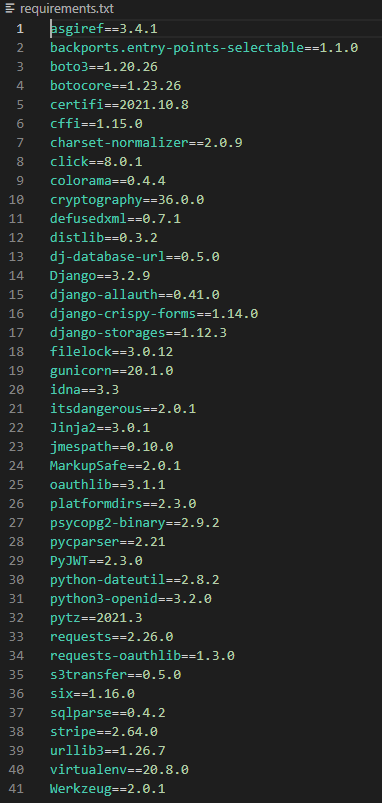 requirements.txt
1 asgiref==3.4.1
2 backports.entry-points-selectable==1.1.0
3 boto3==1.20.26
4 botocore==1.23.26
5 certifi==2021.10.8
6 cffi==1.15.0
7 charset-normalizer==2.0.9
8 click==8.0.1
9 colorama==0.4.4
10 cryptography==36.0.0
11 defusedxml==0.7.1
12 distlib==0.3.2
13 dj-database-url==0.5.0
14 Django==3.2.9
15 django-allauth==0.41.0
16 django-crispy-forms==1.14.0
17 django-storages==1.12.3
18 filelock==3.0.12
19 gunicorn==20.1.0
20 idna==3.3
21 itsdangerous==2.0.1
22 Jinja2==3.0.1
23 jmespath==0.10.0
24 MarkupSafe==2.0.1
25 oauthlib==3.1.1
26 platformdirs==2.3.0
27 psycopg2-binary==2.9.2
28 pycparser==2.21
29 PyJWT==2.3.0
30 python-dateutil==2.8.2
31 python3-openid==3.2.0
32 pytz==2021.3
33 requests==2.26.0
34 requests-oauthlib==1.3.0
35 s3transfer==0.5.0
36 six==1.16.0
37 sqlparse==0.4.2
38 stripe==2.64.0
39 urllib3==1.26.7
40 virtualenv==20.8.0
41 Werkzeug==2.0.1